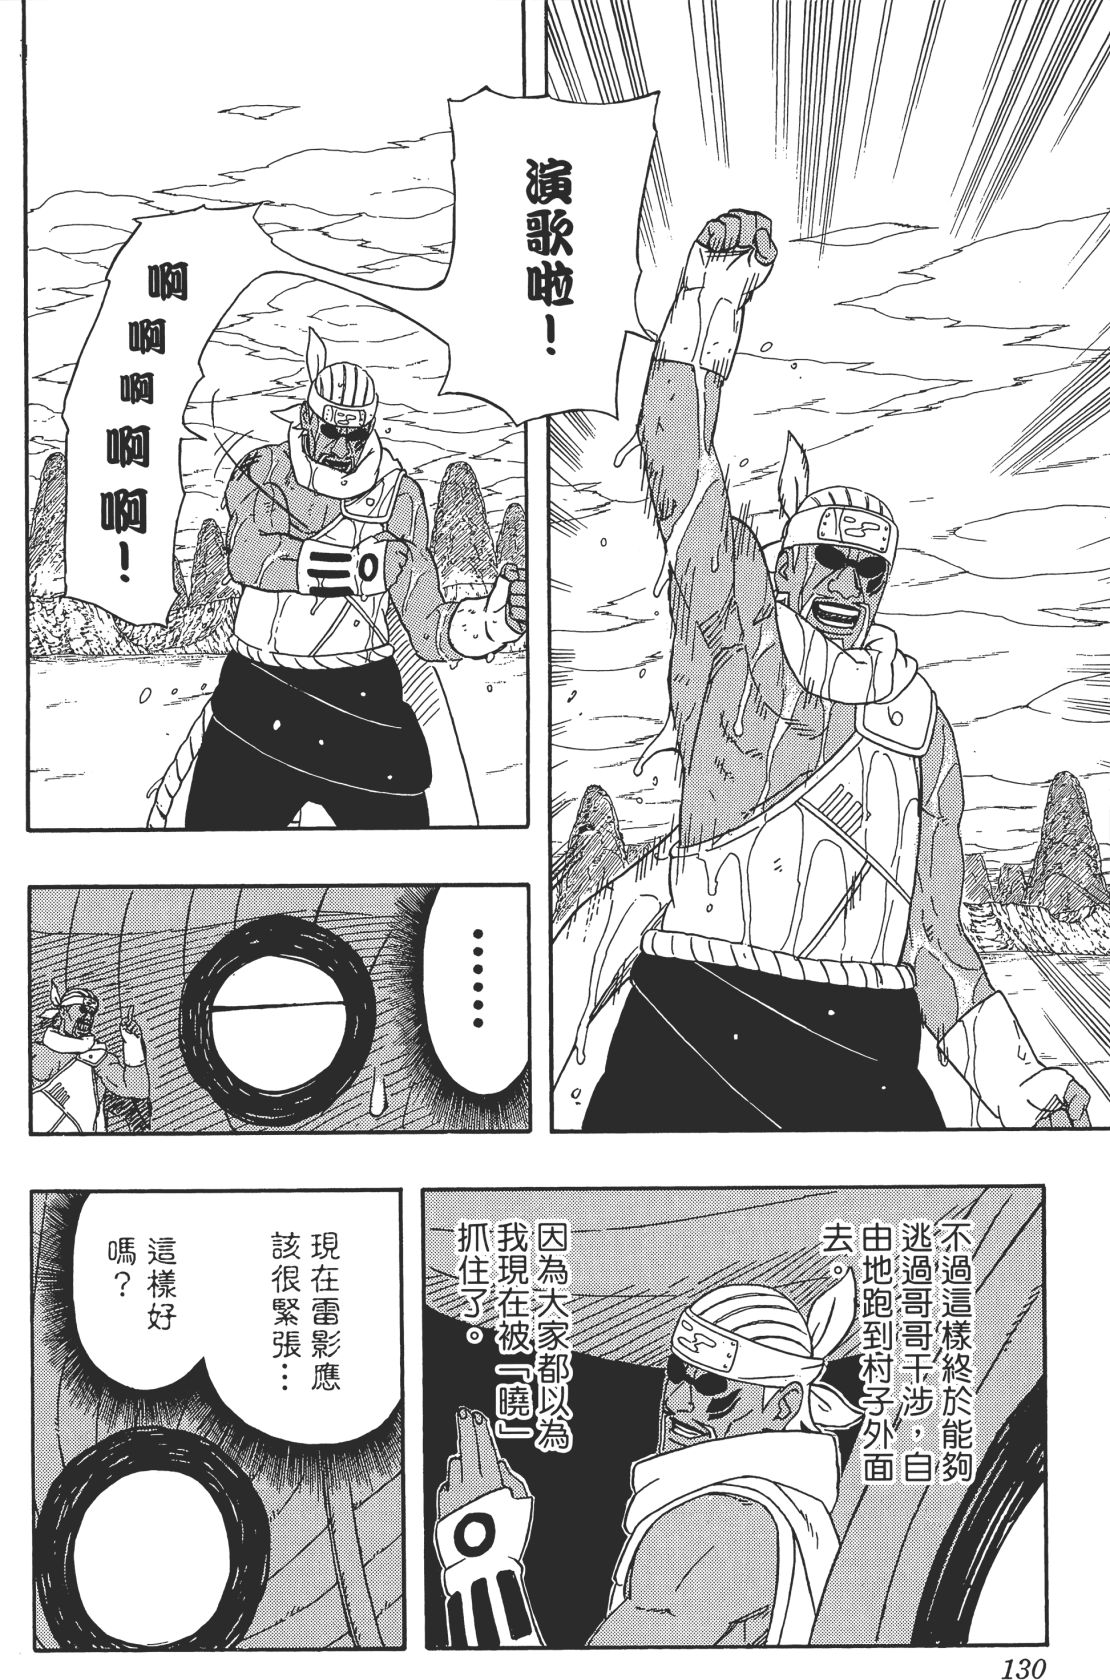 演歌啦！
啊
啊
啊
啊
啊！
⋯⋯
不過這樣終於能夠
逃過哥哥干涉，自
由地跑到村子外面
去。
因為大家都以為
我現在被「曉」
抓住了。
現在雷影應
該很緊張…
這樣好
嗎？
130